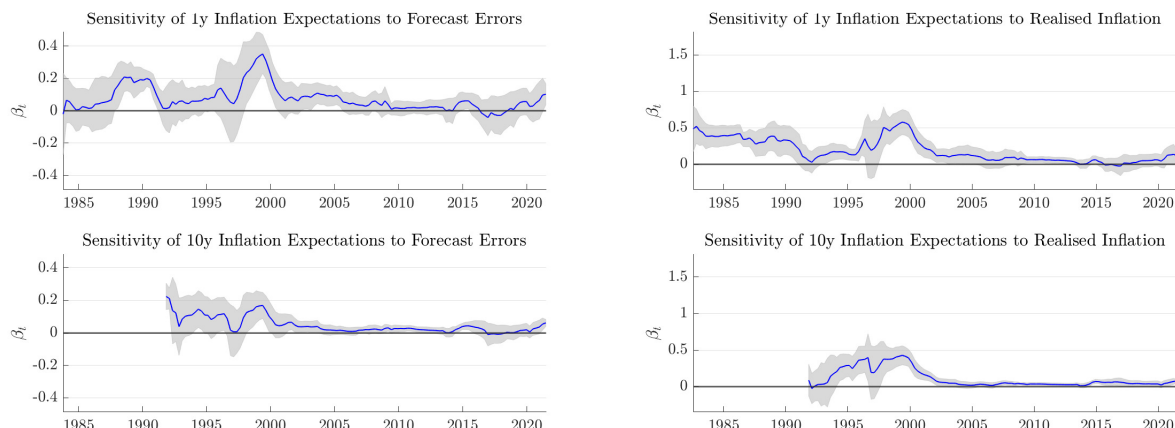 Sensitivity of 1y Inflation Expectations to Forecast Errors
0.4
0.2
0
-0.2
-0.4
βt
1985 1990 1995 2000 2005 2010 2015 2020
Sensitivity of 1y Inflation Expectations to Realised Inflation
1.5
1
0.5
0
βt
1985 1990 1995 2000 2005 2010 2015 2020
Sensitivity of 10y Inflation Expectations to Forecast Errors
0.4
0.2
0
-0.2
-0.4
βt
1985 1990 1995 2000 2005 2010 2015 2020
Sensitivity of 10y Inflation Expectations to Realised Inflation
1.5
1
0.5
0
βt
1985 1990 1995 2000 2005 2010 2015 2020